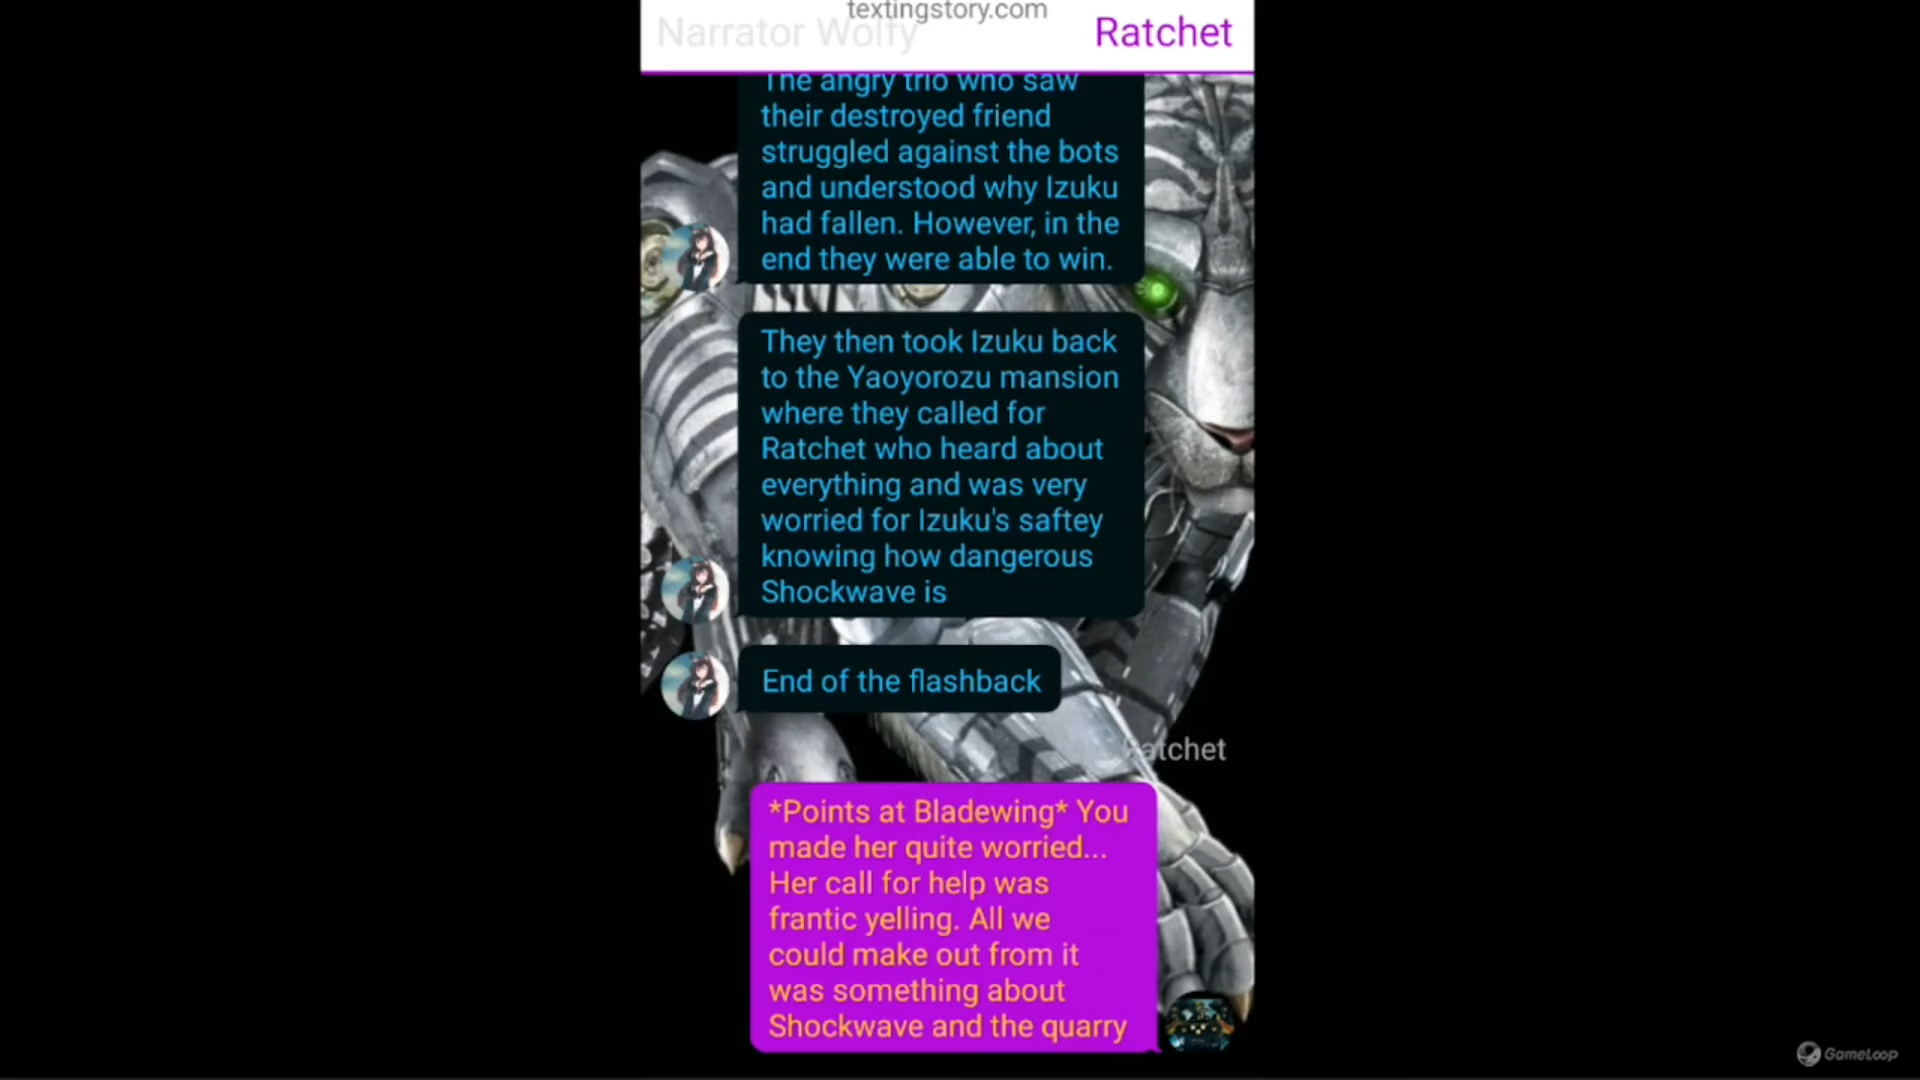 textingstory.com
Narrator Wolfy
Ratchet
The angry trio who saw
their destroyed friend
struggled against the bots
and understood why Izuku
had fallen. However, in the
end they were able to win.
They then took Izuku back
to the Yaoyorozu mansion
where they called for
Ratchet who heard about
everything and was very
worried for Izuku's saftey
knowing how dangerous
Shockwave is
End of the flashback
Ratchet
*Points at Bladewing* You
made her quite worried...
Her call for help was
frantic yelling. All we
could make out from it
was something about
Shockwave and the quarry
GameLoop